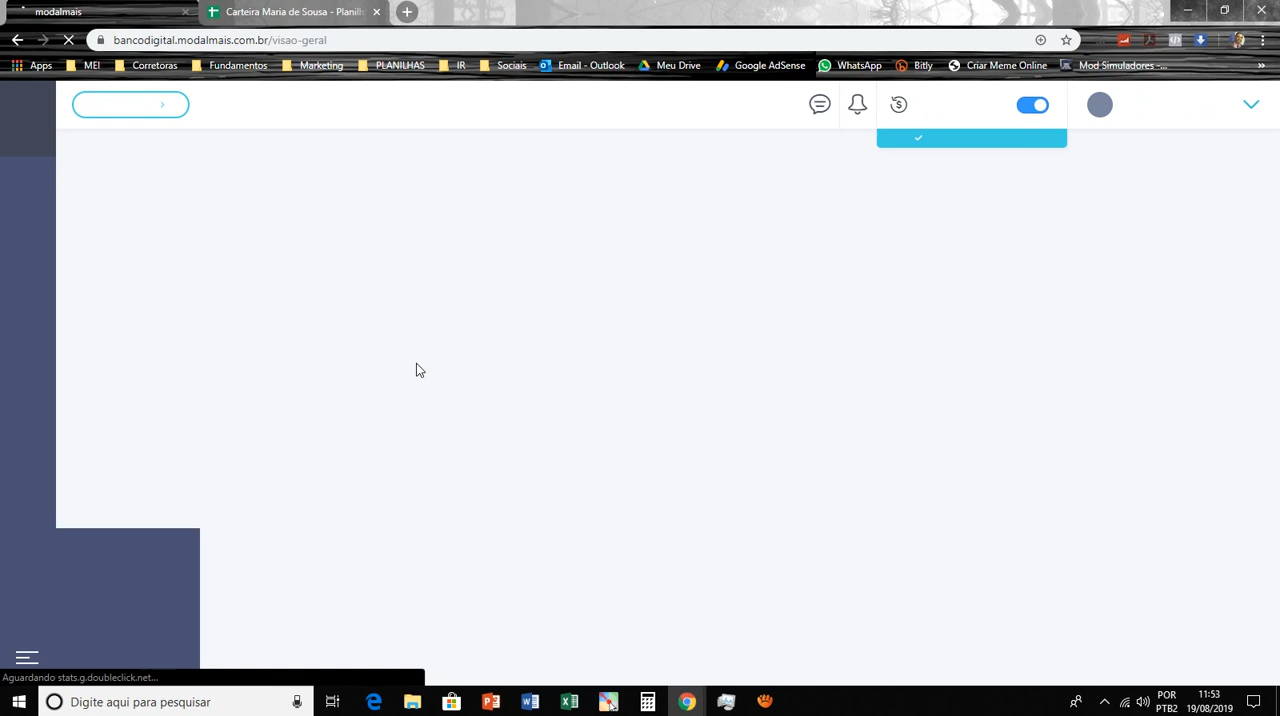 modalmais
Carteira Maria de Sousa - Planilh
bancodigital.modalmais.com.br/visao-geral
Apps
MEI
Corretoras
Fundamentos
Marketing
PLANILHAS
IR
Sociais
Email - Outlook
Meu Drive
Google AdSense
WhatsApp
Bitly
Criar Meme Online
Mod Simuladores -...
»
Aguardando stats.g.doubleclick.net...
Digite aqui para pesquisar
POR
PTB2
11:53
19/08/2019